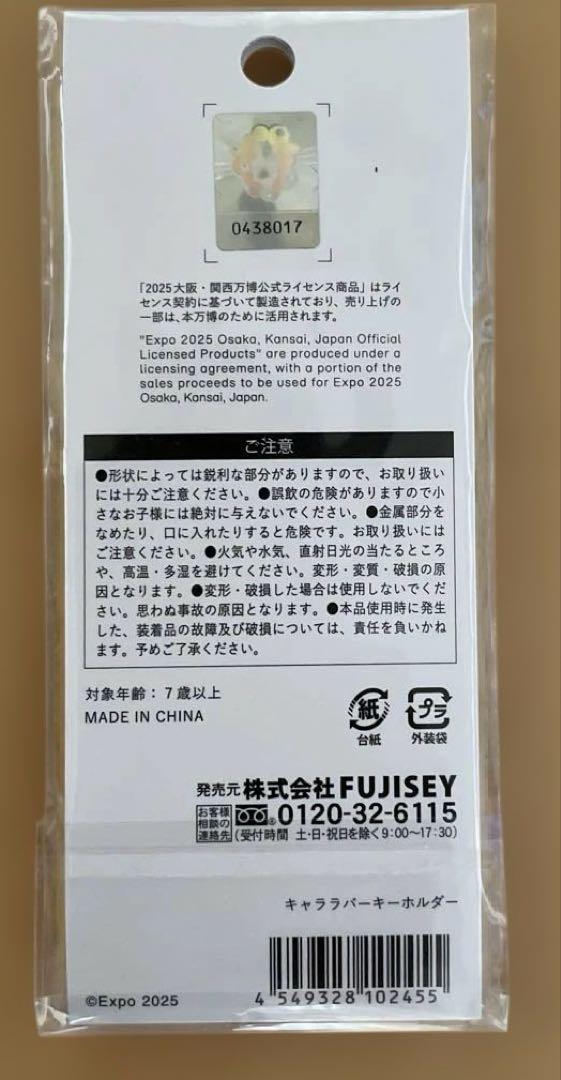 0438017
「2025大阪・関西万博公式ライセンス商品」はライ
センス契約に基づいて製造されており、売り上げの
一部は、本万博のために活用されます。
"Expo 2025 Osaka, Kansai, Japan Official
Licensed Products" are produced under a
licensing agreement, with a portion of the
sales proceeds to be used for Expo 2025
Osaka, Kansai, Japan.
ご注意
●形状によっては鋭利な部分がありますので、お取り扱い
には十分ご注意ください。●誤飲の危険がありますので小
さなお子様には絶対に与えないでください。●金属部分を
なめたり、口に入れたりすると危険です。お取り扱いには
ご注意ください。●火気や水気、直射日光の当たるところ
や、高温・多湿を避けてください。変形・変質・破損の原
因となります。●変形・破損した場合は使用しないでくだ
さい。思わぬ事故の原因となります。●本品使用時に発生
した、装着品の故障及び破損については、責任を負いかね
ます。予めご了承ください。
対象年齢：7歳以上
MADE IN CHINA
紙
台紙
プラ
外装袋
発売元 株式会社FUJISEY
お客様相談の連絡先 0120-32-6115
(受付時間 土・日・祝日を除く9:00～17:30)
キャララバーキーホルダー
©Expo 2025
4 549328 102455